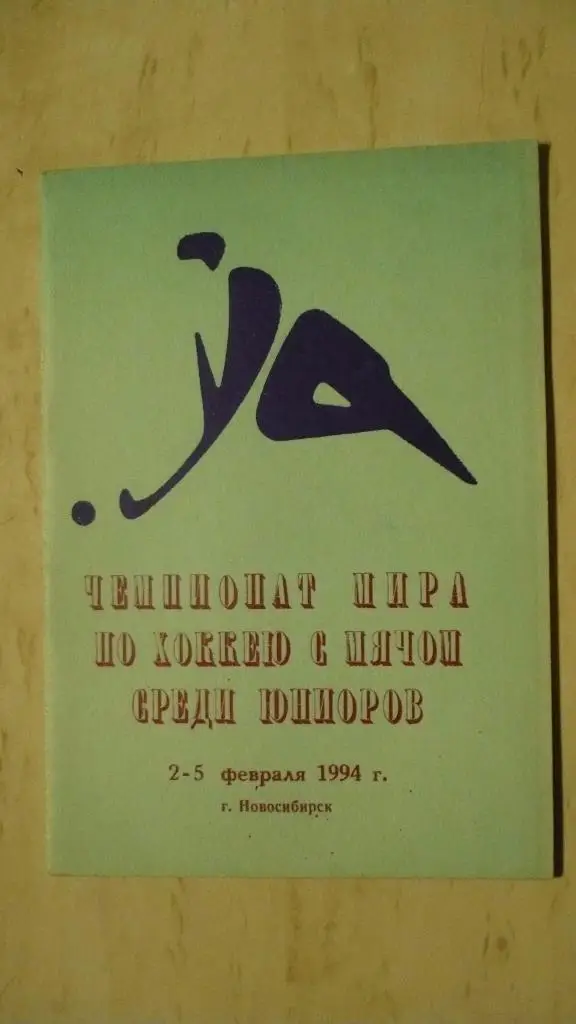 ЧЕМПИОНАТ МИРА
ПО ХОККЕЮ С МЯЧОМ
СРЕДИ ЮНИОРОВ
2-5 февраля 1994 г.
г. Новосибирск